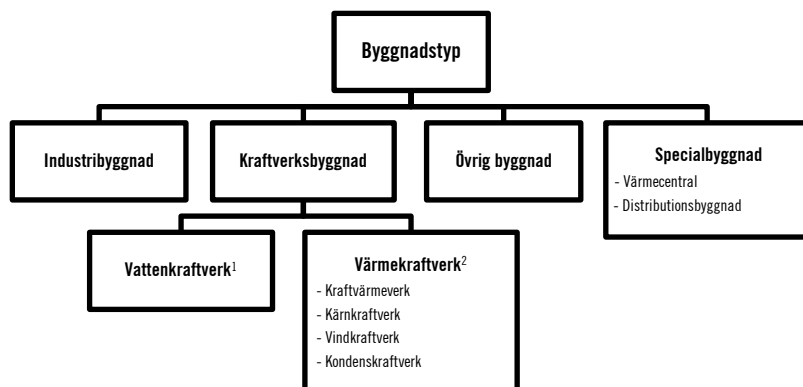 Byggnadstyp
Industribyggnad
Kraftverksbyggnad
Övrig byggnad
Specialbyggnad
- Värmecentral
- Distributionsbyggnad
Vattenkraftverk¹
Värmekraftverk²
- Kraftvärmeverk
- Kärnkraftverk
- Vindkraftverk
- Kondenskraftverk